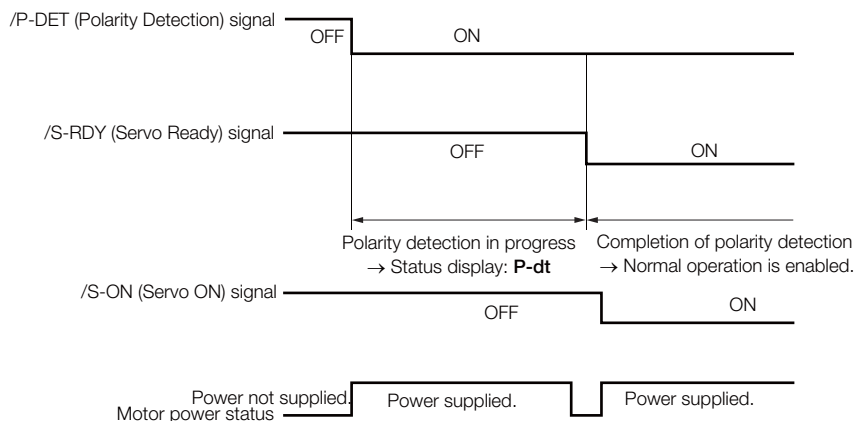 /P-DET (Polarity Detection) signal
OFF
ON
/S-RDY (Servo Ready) signal
OFF
ON
Polarity detection in progress
→ Status display: P-dt
Completion of polarity detection
→ Normal operation is enabled.
/S-ON (Servo ON) signal
OFF
ON
Power not supplied.
Power supplied.
Power supplied.
Motor power status